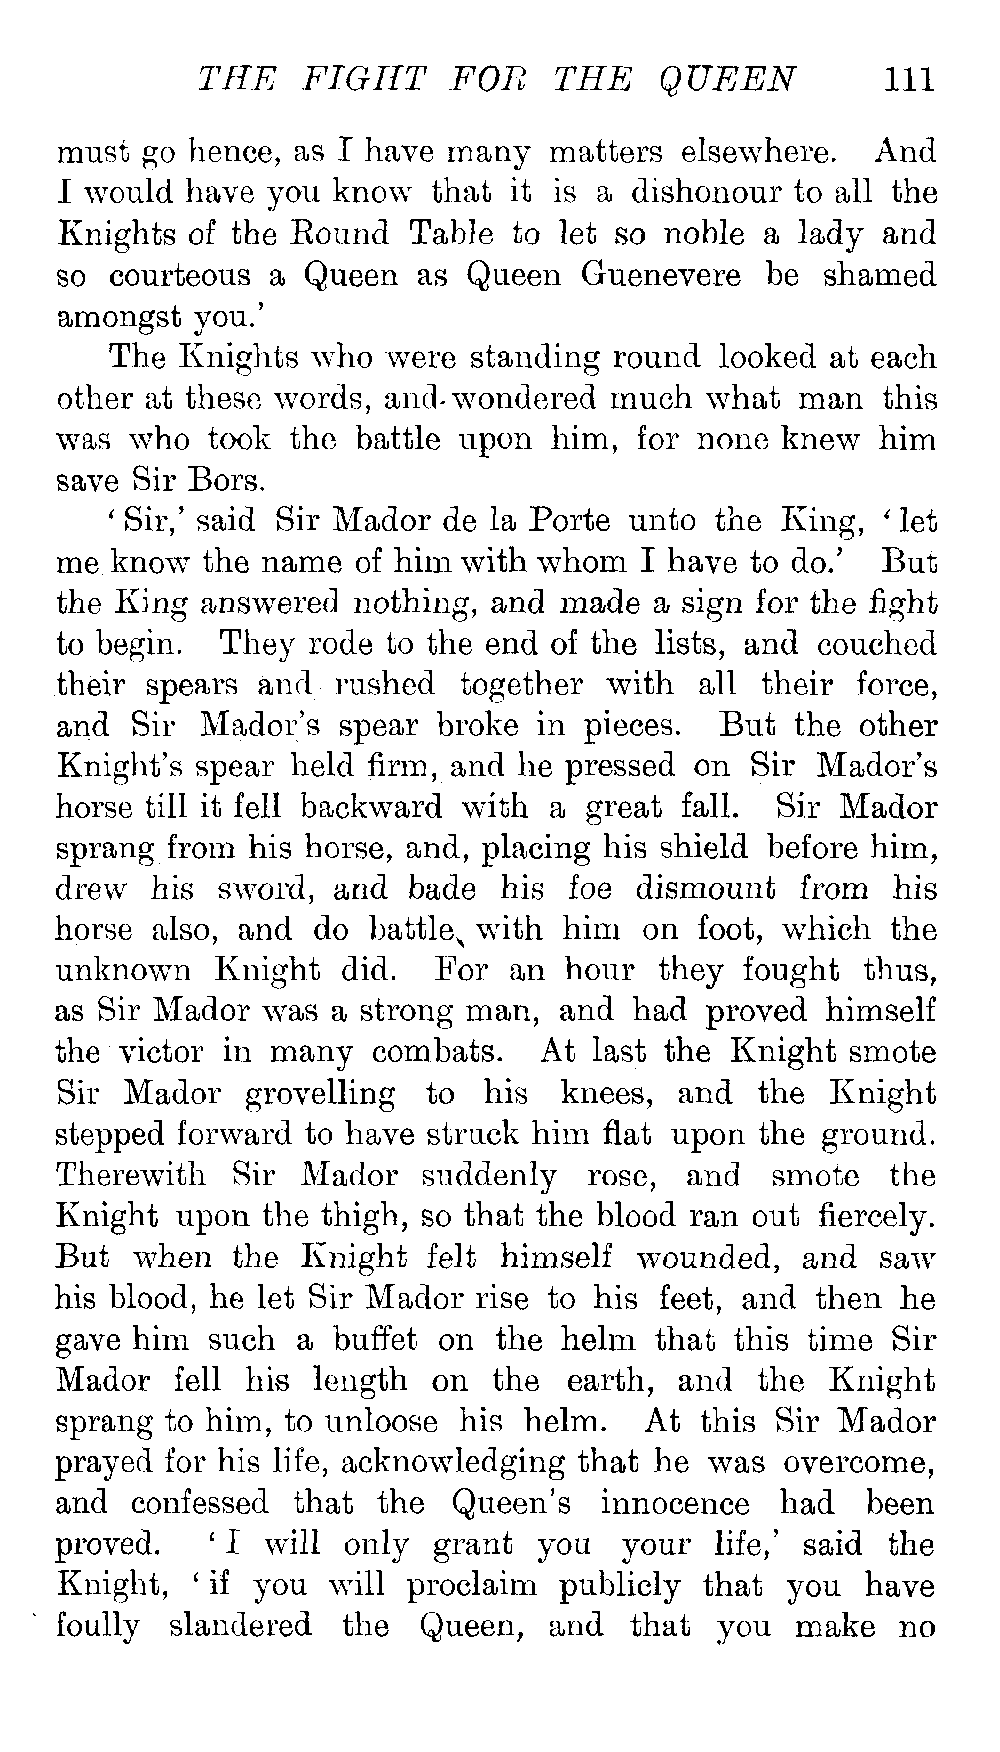 THE FIGHT FOR THE QUEEN 111
must go hence, as I have many matters elsewhere. And
I would have you know that it is a dishonour to all the
Knights of the Round Table to let so noble a lady and
so courteous a Queen as Queen Guenevere be shamed
amongst you.’
The Knights who were standing round looked at each
other at these words, and wondered much what man this
was who took the battle upon him, for none knew him
save Sir Bors.
‘ Sir,’ said Sir Mador de la Porte unto the King, ‘ let
me know the name of him with whom I have to do.’ But
the King answered nothing, and made a sign for the fight
to begin. They rode to the end of the lists, and couched
their spears and rushed together with all their force,
and Sir Mador’s spear broke in pieces. But the other
Knight’s spear held firm, and he pressed on Sir Mador’s
horse till it fell backward with a great fall. Sir Mador
sprang from his horse, and, placing his shield before him,
drew his sword, and bade his foe dismount from his
horse also, and do battle with him on foot, which the
unknown Knight did. For an hour they fought thus,
as Sir Mador was a strong man, and had proved himself
the victor in many combats. At last the Knight smote
Sir Mador grovelling to his knees, and the Knight
stepped forward to have struck him flat upon the ground.
Therewith Sir Mador suddenly rose, and smote the
Knight upon the thigh, so that the blood ran out fiercely.
But when the Knight felt himself wounded, and saw
his blood, he let Sir Mador rise to his feet, and then he
gave him such a buffet on the helm that this time Sir
Mador fell his length on the earth, and the Knight
sprang to him, to unloose his helm. At this Sir Mador
prayed for his life, acknowledging that he was overcome,
and confessed that the Queen’s innocence had been
proved. ‘ I will only grant you your life,’ said the
Knight, ‘ if you will proclaim publicly that you have
foully slandered the Queen, and that you make no